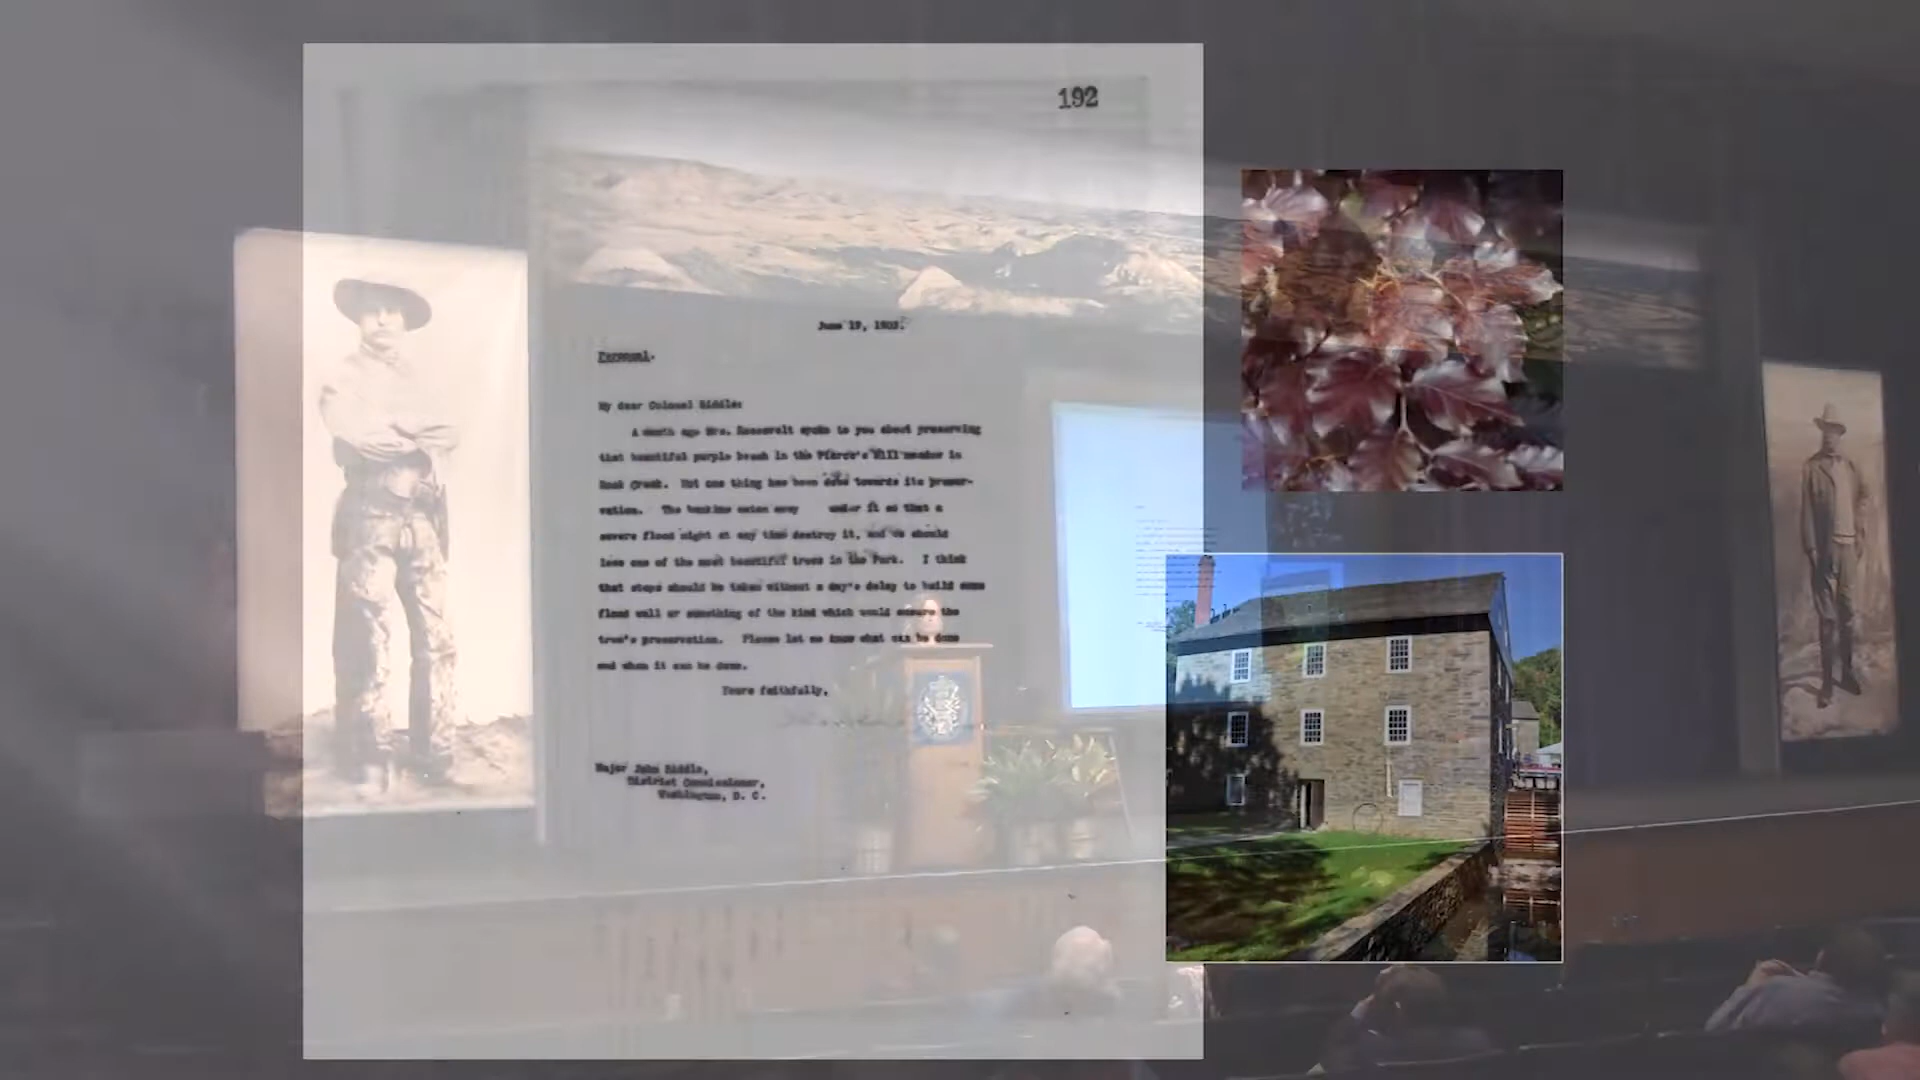 192
June 19, 1902.
Personal.
My dear Colonel Biddle:
A month ago Mrs. Roosevelt spoke to you about preserving
that beautiful purple beech in the Pierce's Mill meadow in
Rock Creek. Not one thing has been done towards its preser-
vation. The bank is eaten away under it so that a
severe flood might at any time destroy it, and we should
lose one of the most beautiful trees in the Park. I think
that steps should be taken without a day's delay to build some
flood wall or something of the kind which would ensure the
tree's preservation. Please let me know what can be done
and when it can be done.
Yours faithfully,
Major John Biddle,
District Commissioner,
Washington, D. C.